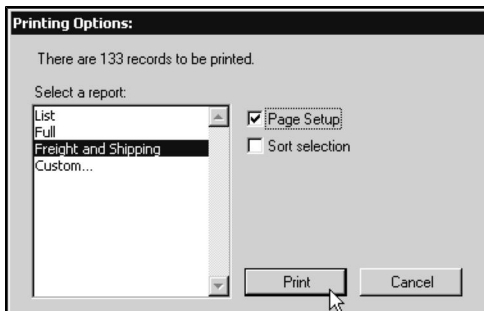 Printing Options:
There are 133 records to be printed.
Select a report:
List
Full
Freight and Shipping
Custom...
Page Setup
Sort selection
Print
Cancel